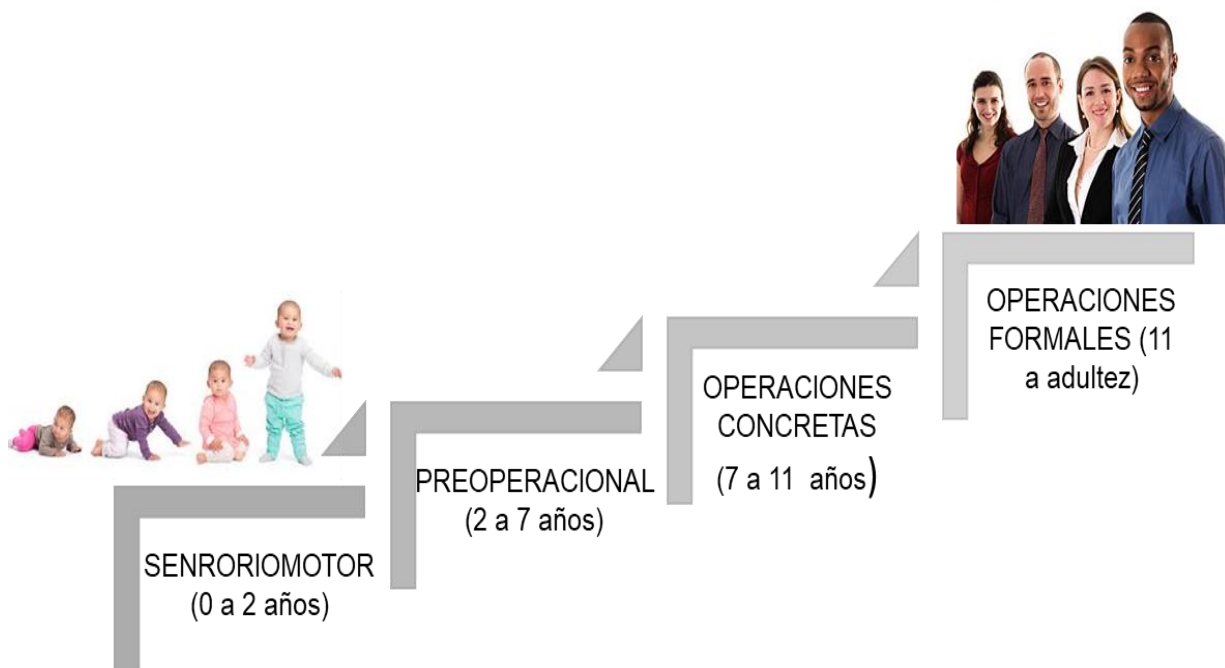 SENRORIOMOTOR
(0 a 2 años)
PREOPERACIONAL
(2 a 7 años)
OPERACIONES
CONCRETAS
(7 a 11 años)
OPERACIONES
FORMALES (11
a adultez)